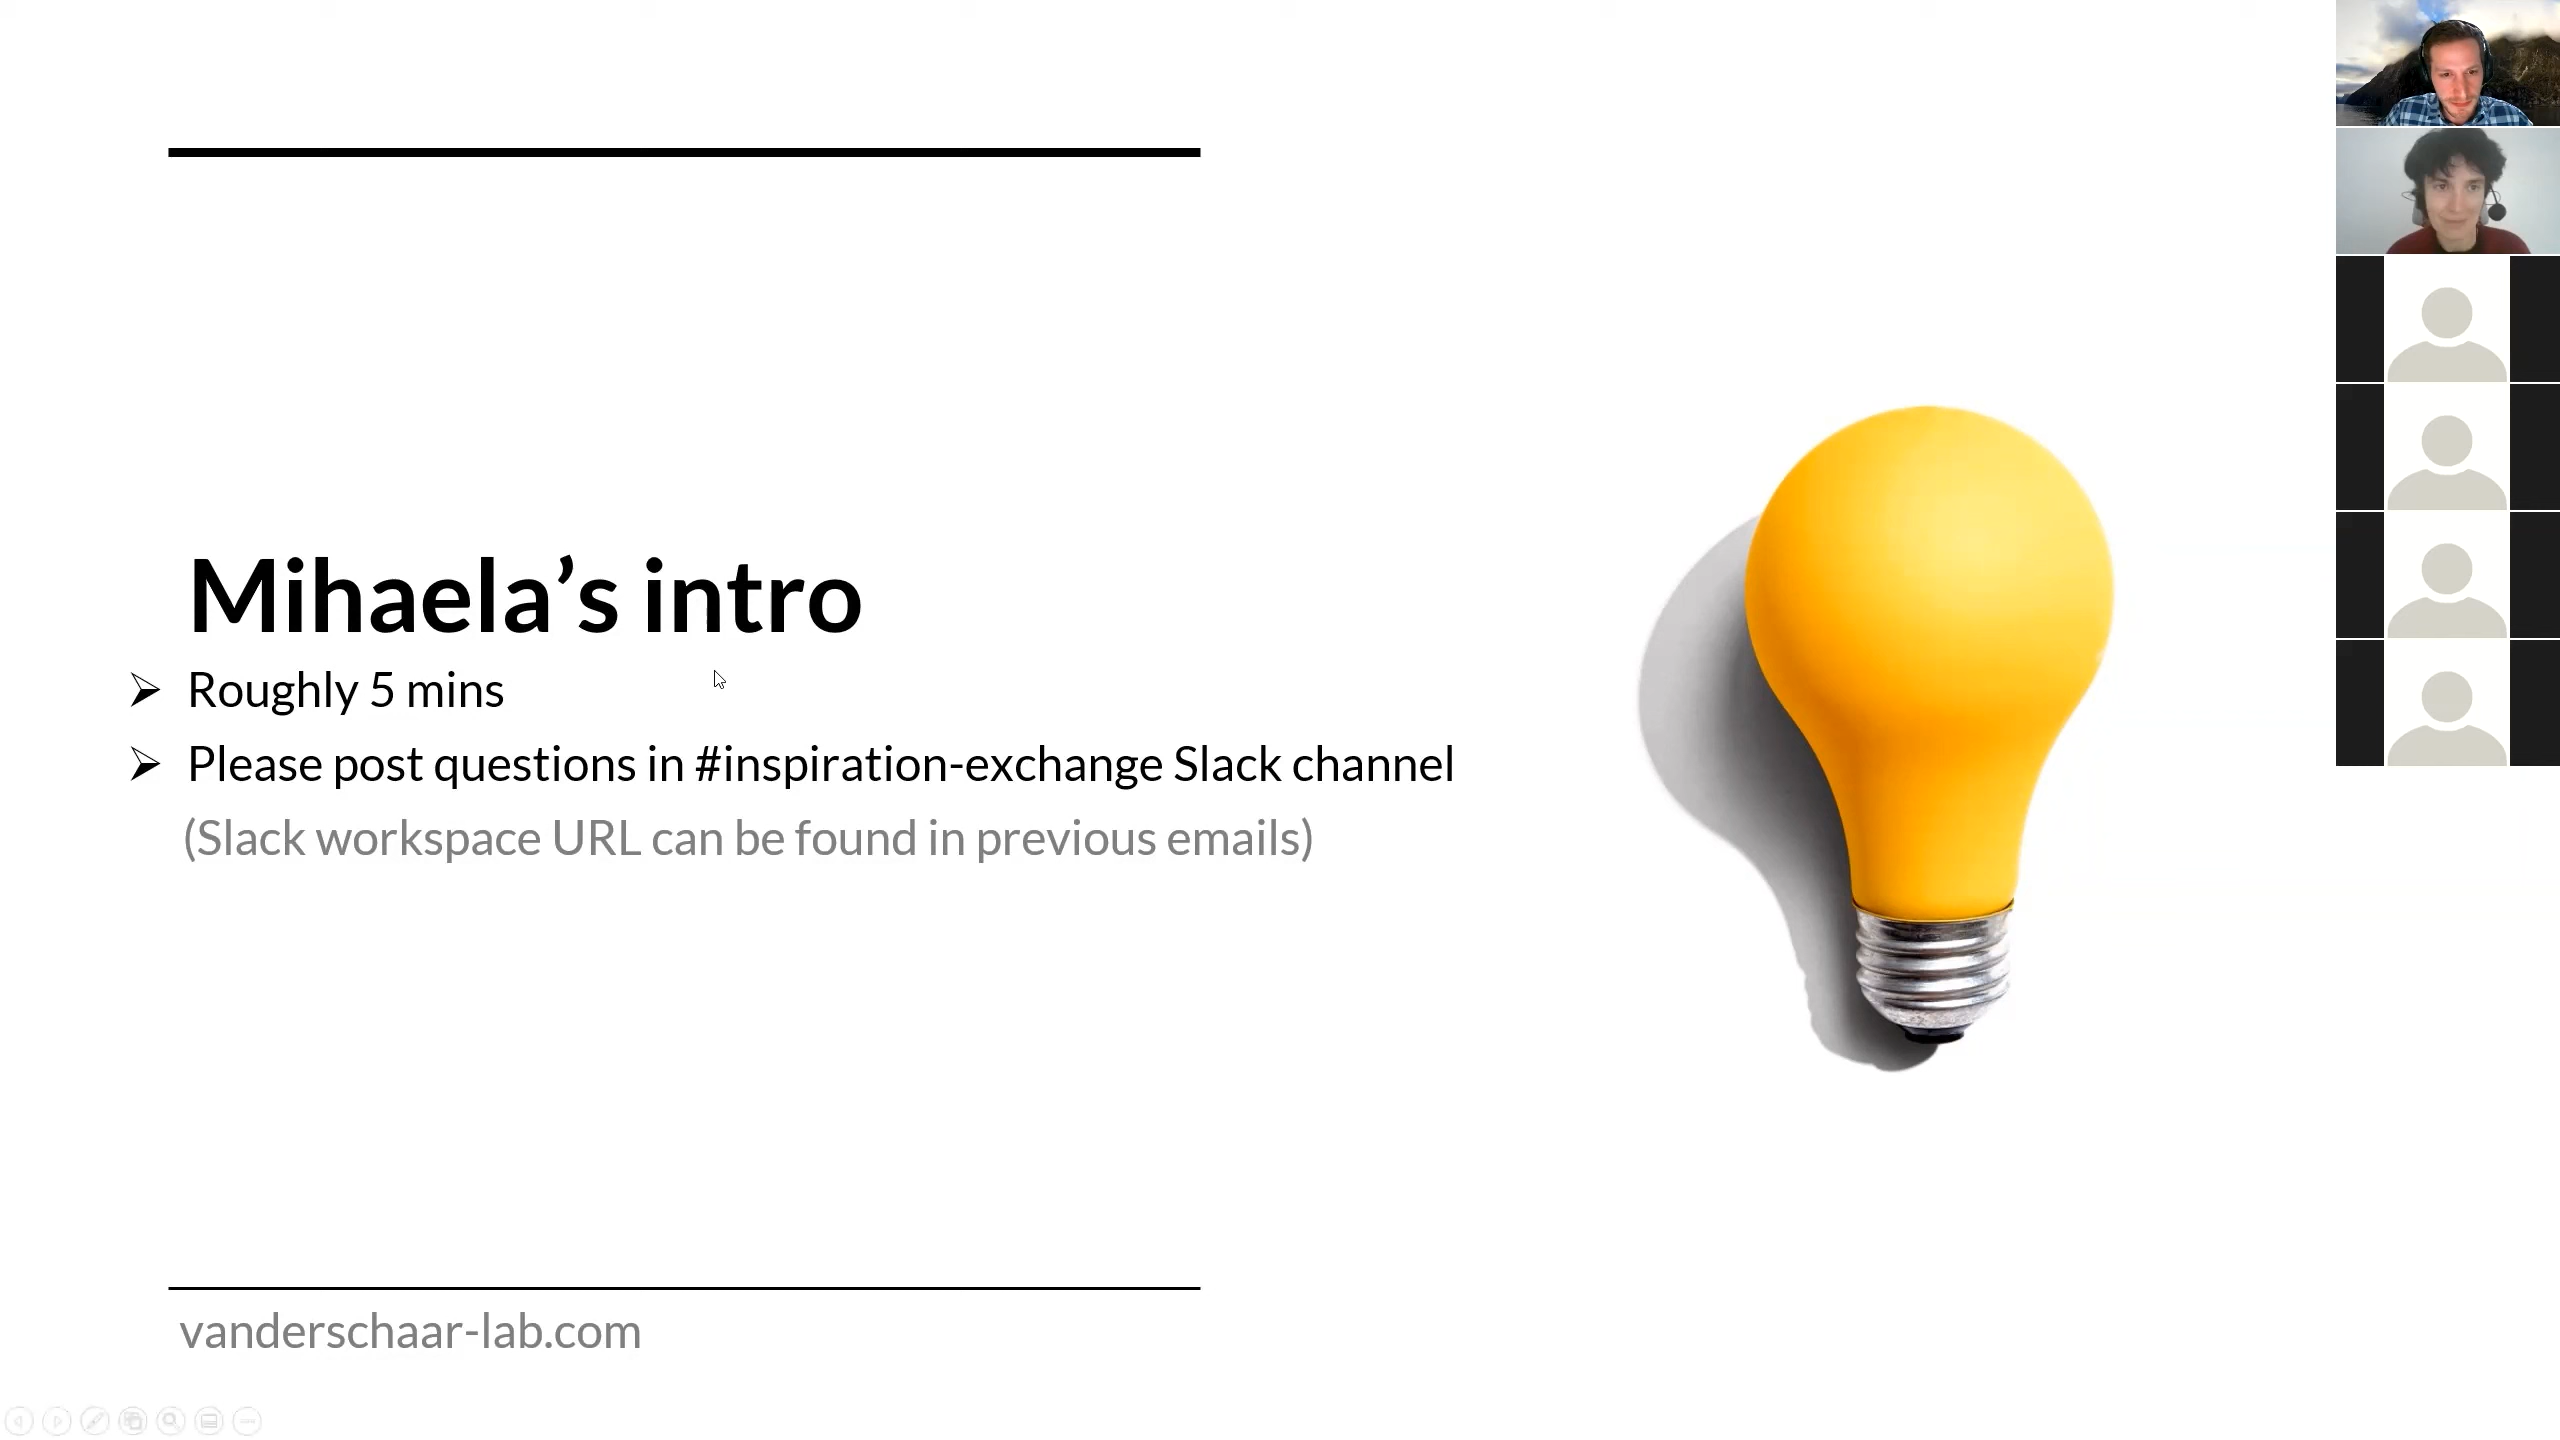 Mihaela’s intro
➢ Roughly 5 mins
➢ Please post questions in #inspiration-exchange Slack channel
(Slack workspace URL can be found in previous emails)
vanderschaar-lab.com